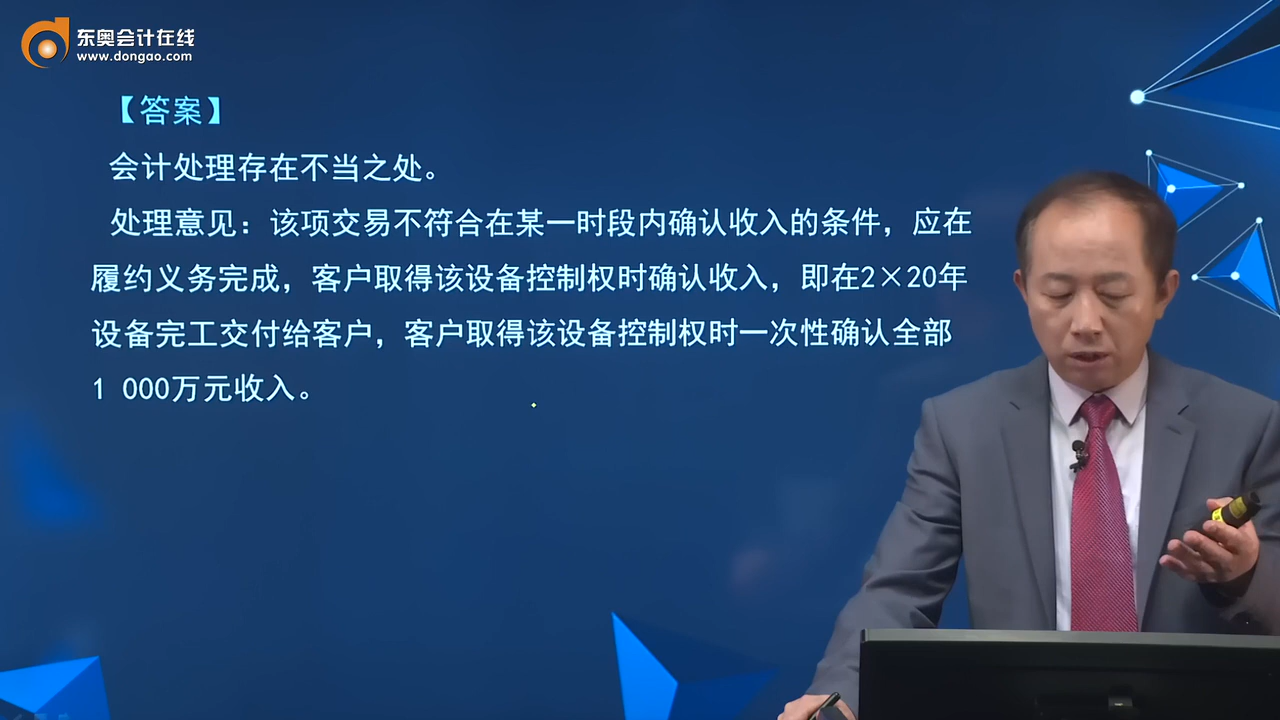 东奥会计在线
www.dongao.com
【答案】
会计处理存在不当之处。
处理意见：该项交易不符合在某一时段内确认收入的条件，应在
履约义务完成，客户取得该设备控制权时确认收入，即在2×20年
设备完工交付给客户，客户取得该设备控制权时一次性确认全部
1 000万元收入。